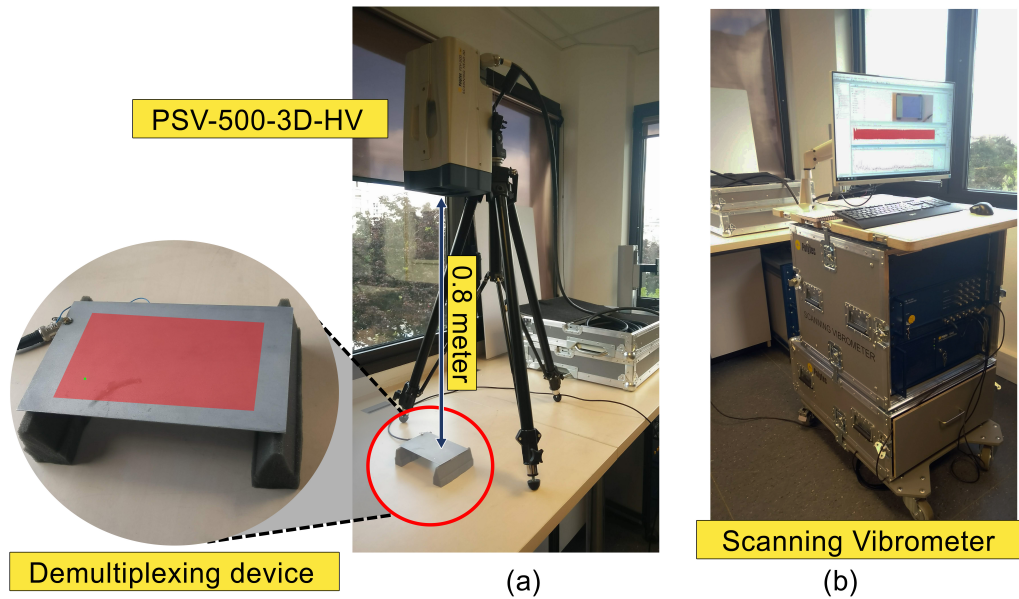 PSV-500-3D-HV
0.8 meter
SCANNING VIBROMETER
Demultiplexing device
Scanning Vibrometer
(a)
(b)